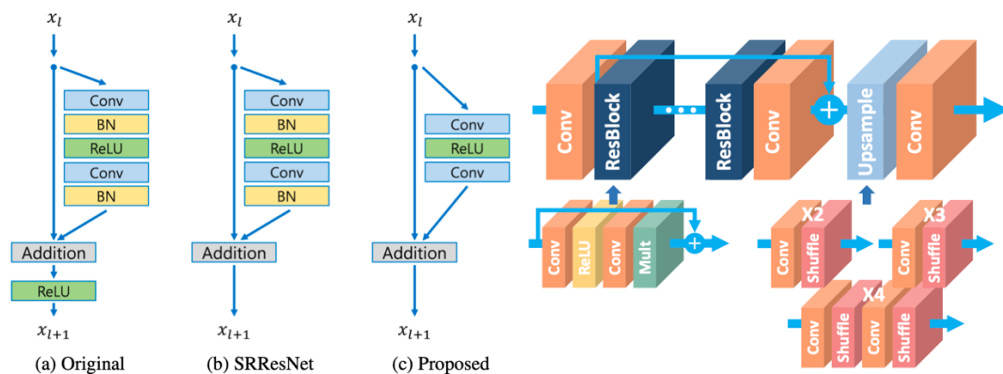 x_l
Conv
BN
ReLU
Conv
BN
Addition
ReLU
x_{l+1}
(a) Original
x_l
Conv
BN
ReLU
Conv
BN
Addition
x_{l+1}
(b) SRResNet
x_l
Conv
ReLU
Conv
Addition
x_{l+1}
(c) Proposed
Conv
ResBlock
...
ResBlock
Conv
+
Upsample
Conv
Conv
ReLU
Conv
Mult
+
X2
Conv
Shuffle
X3
Conv
Shuffle
X4
Conv
Shuffle
Conv
Shuffle